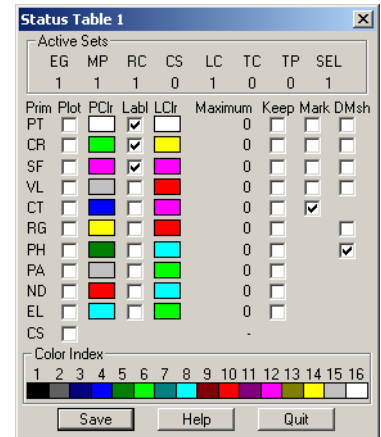 Status Table 1
Active Sets
EG MP RC CS LC TC TP SEL
1 1 1 0 1 0 0 1
Prim Plot PClr Labl LClr Maximum Keep Mark DMsh
PT 0
CR 0
SF 0
VL 0
CT 0
RG 0
PH 0
PA 0
ND 0
EL 0
CS -
Color Index
1 2 3 4 5 6 7 8 9 10 11 12 13 14 15 16
Save Help Quit